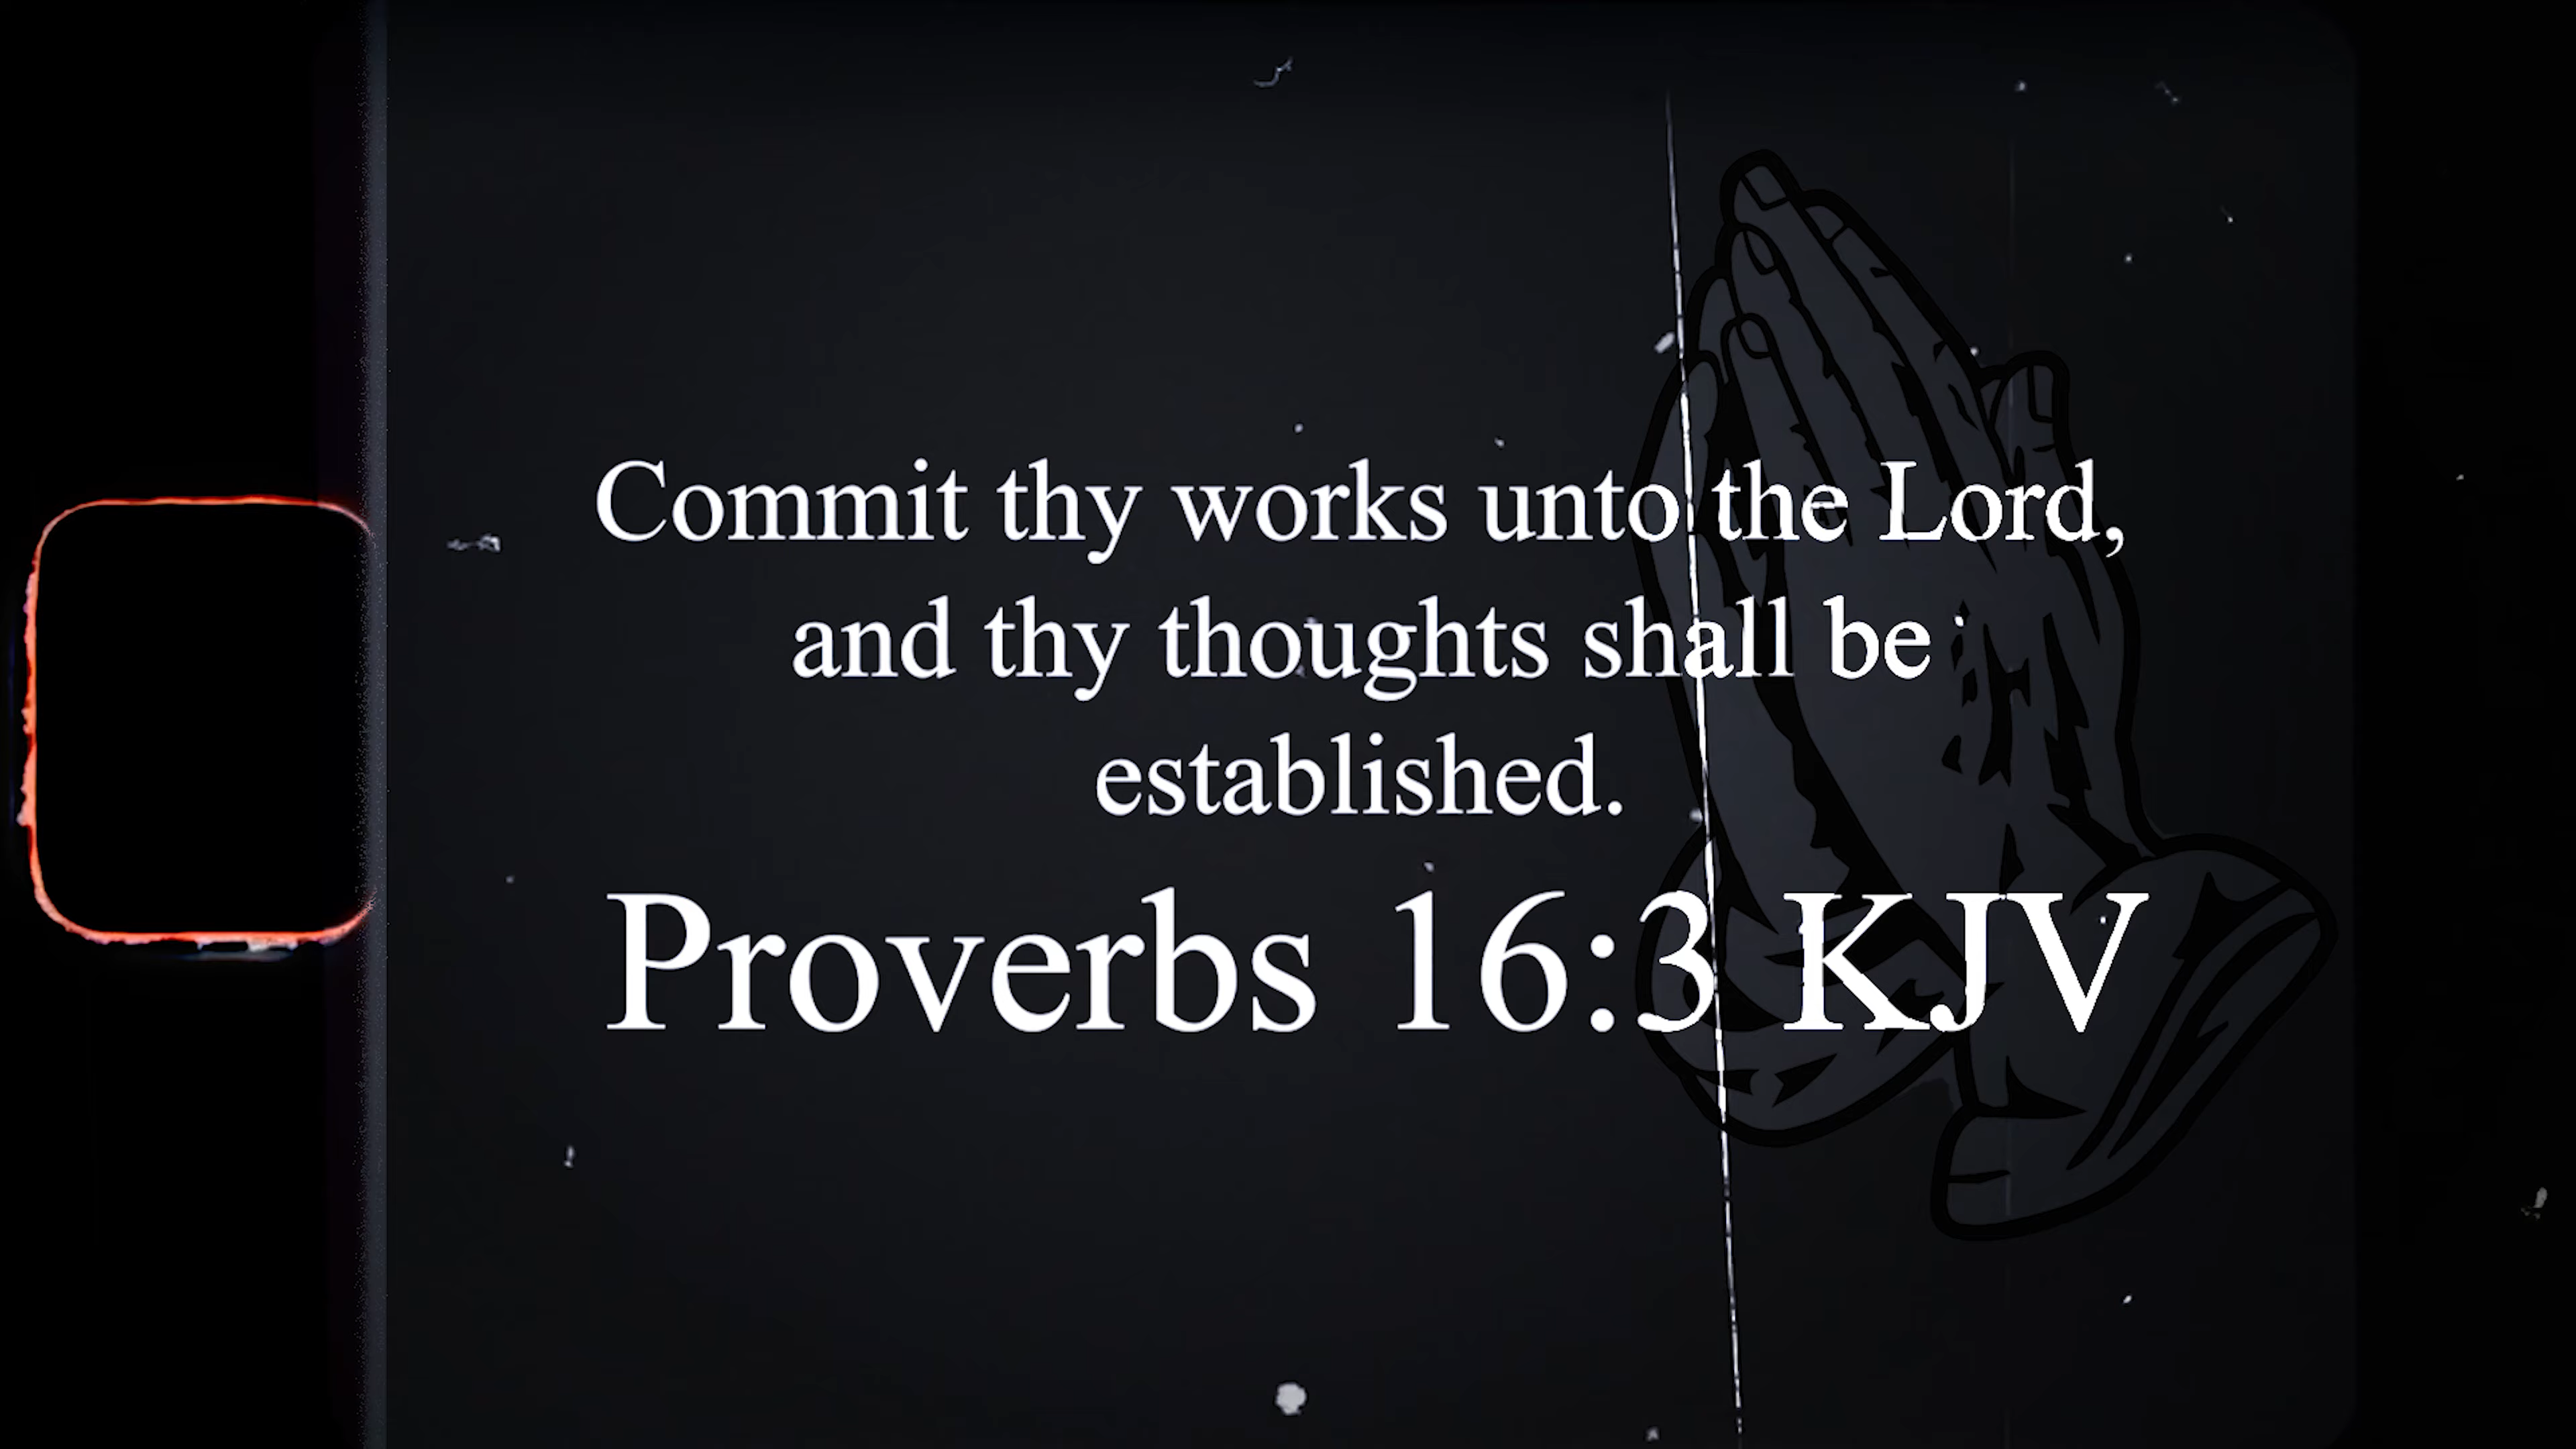 Commit thy works unto the Lord,
and thy thoughts shall be
established.
Proverbs 16:3 KJV